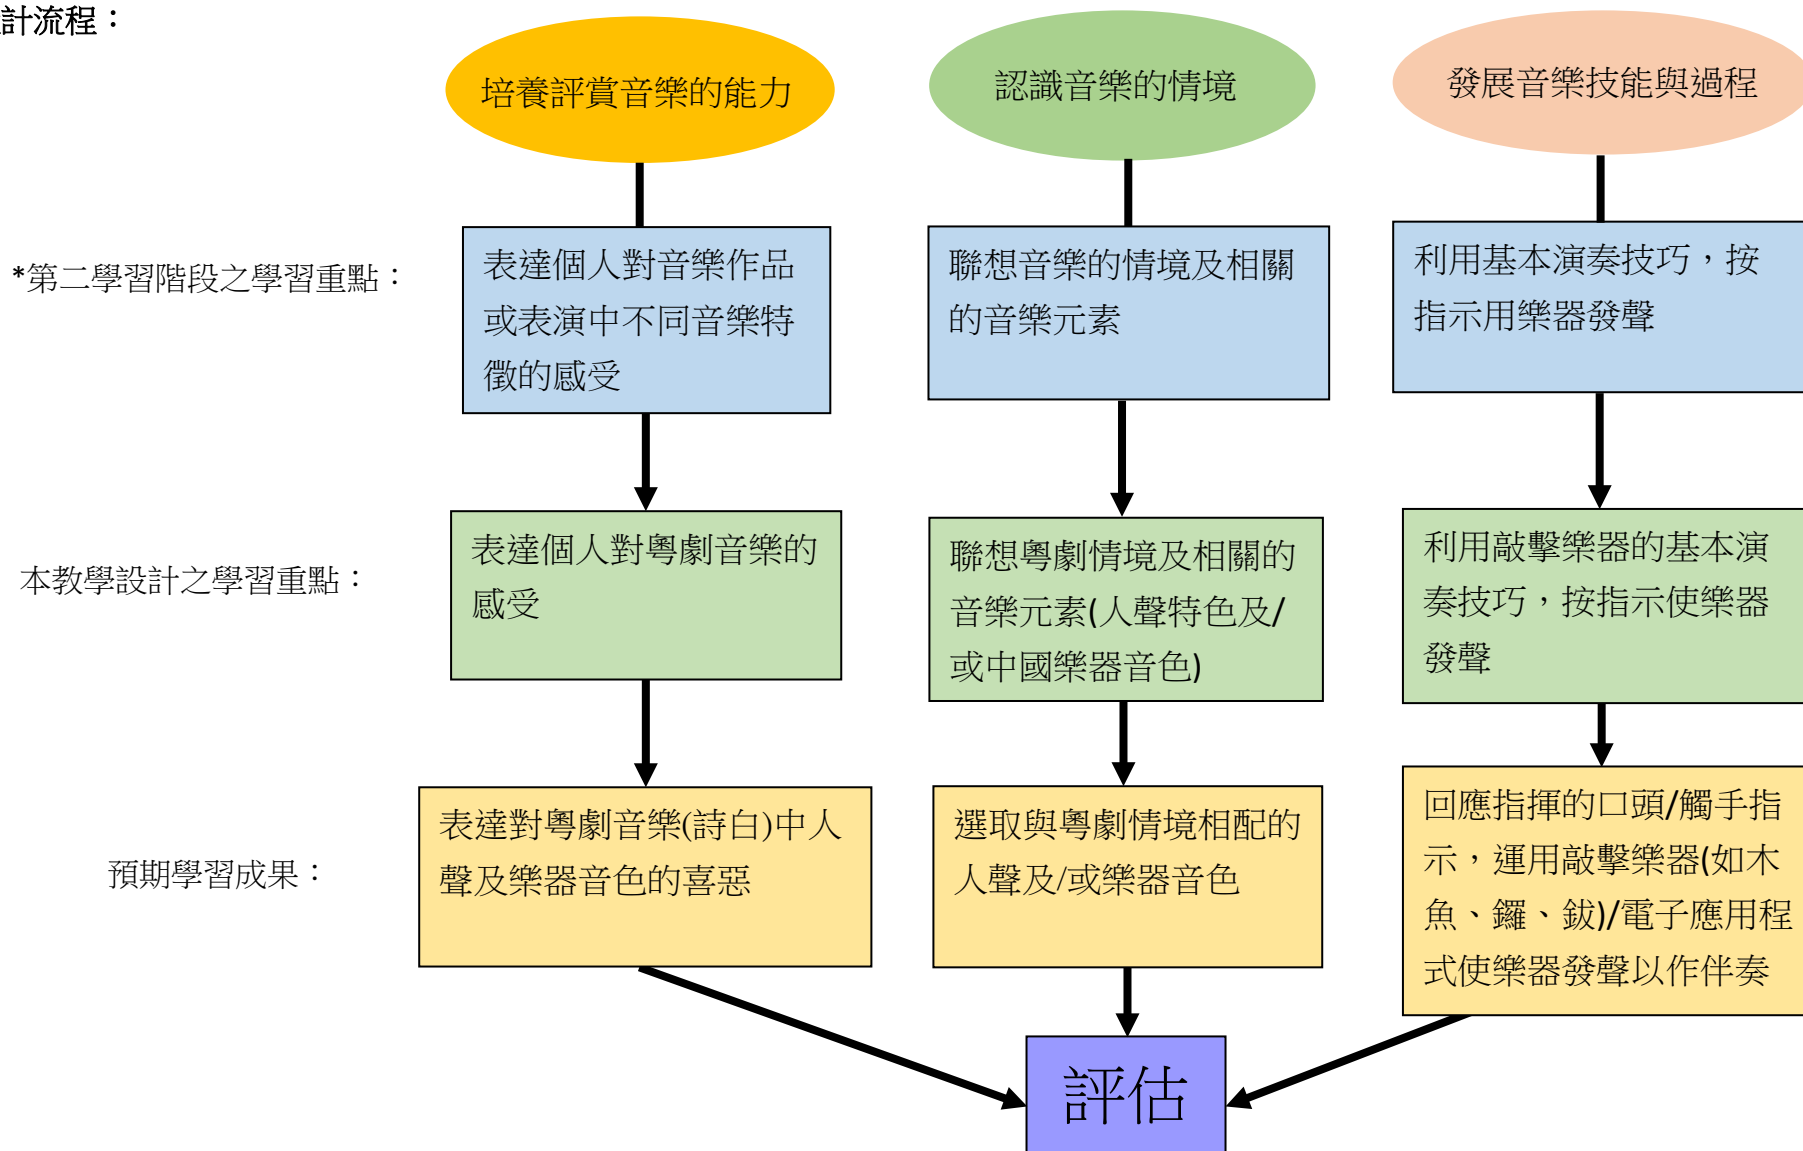 計流程：
培養評賞音樂的能力
認識音樂的情境
發展音樂技能與過程
*第二學習階段之學習重點：
表達個人對音樂作品
或表演中不同音樂特
徵的感受
聯想音樂的情境及相關
的音樂元素
利用基本演奏技巧，按
指示用樂器發聲
本教學設計之學習重點：
表達個人對粵劇音樂的
感受
聯想粵劇情境及相關的
音樂元素(人聲特色及/
或中國樂器音色)
利用敲擊樂器的基本演
奏技巧，按指示使樂器
發聲
預期學習成果：
表達對粵劇音樂(詩白)中人
聲及樂器音色的喜惡
選取與粵劇情境相配的
人聲及/或樂器音色
回應指揮的口頭/觸手指
示，運用敲擊樂器(如木
魚、鑼、鈸)/電子應用程
式使樂器發聲以作伴奏
評估